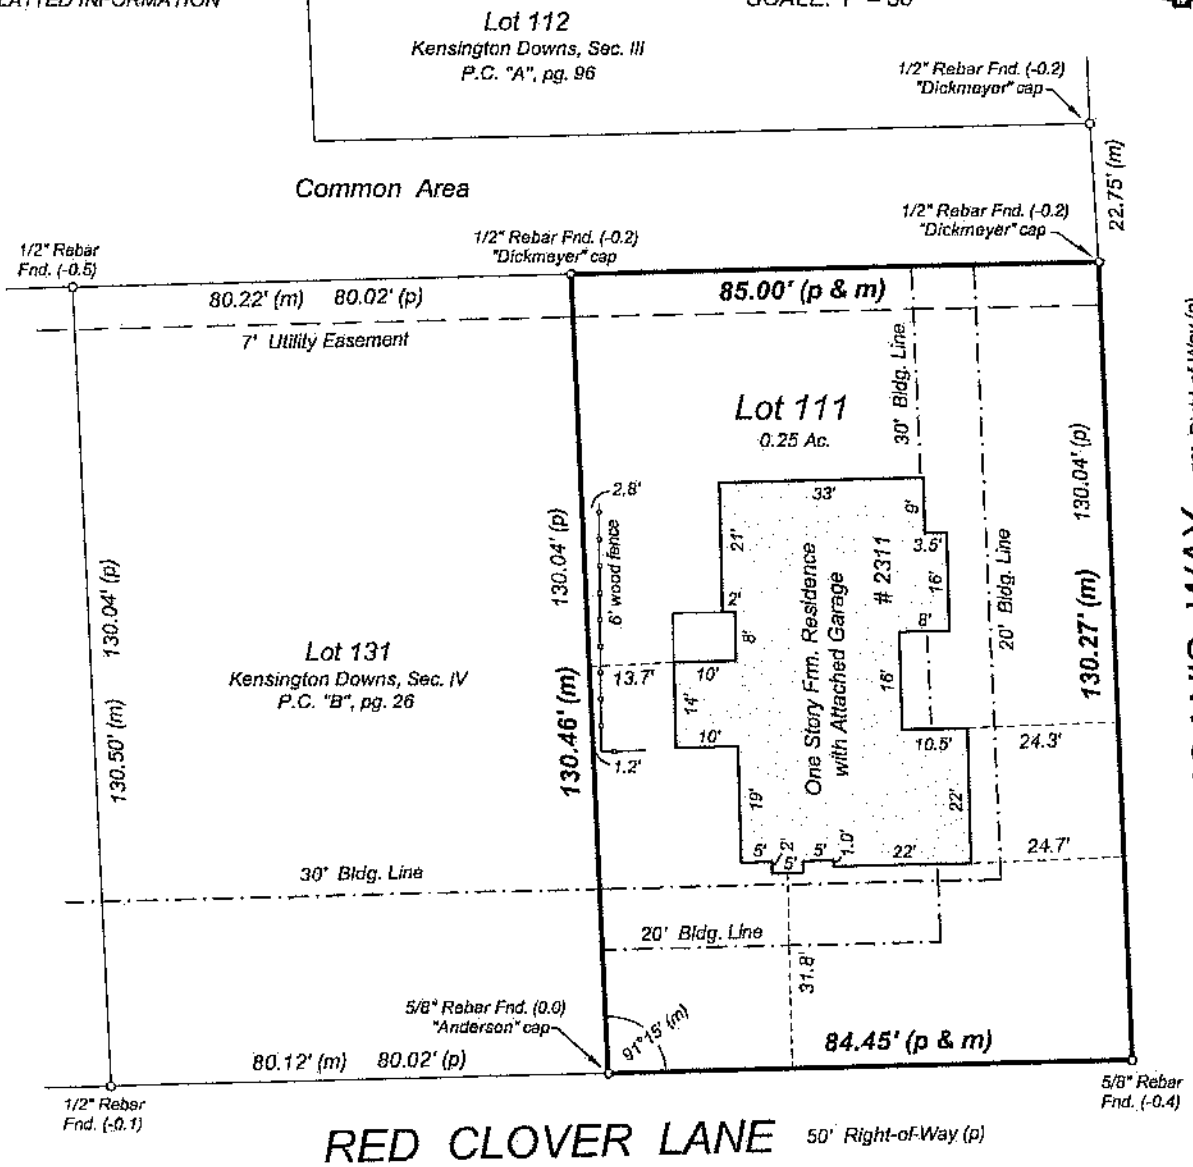 Lot 112
Kensington Downs, Sec. III
P.C. "A", pg. 96
1/2" Rebar Fnd. (-0.2)
"Dickmeyer" cap
22.75' (m)
Common Area
1/2" Rebar Fnd. (-0.2)
"Dickmeyer" cap
1/2" Rebar
Fnd. (-0.5)
1/2" Rebar Fnd. (-0.2)
"Dickmeyer" cap
80.22' (m) 80.02' (p)
85.00' (p & m)
7' Utility Easement
30' Bldg. Line
Lot 111
0.25 Ac.
130.04' (p)
130.27' (m)
20' Bldg. Line
2.8'
33'
9'
3.5'
21'
6' wood fence
130.04' (p)
130.46' (m)
One Story Frm. Residence
with Attached Garage
# 2311
16'
2'
8'
8'
130.04' (p)
130.50' (m)
Lot 131
Kensington Downs, Sec. IV
P.C. "B", pg. 26
13.7'
10'
14'
16'
10'
10.5'
24.3'
1.2'
19'
22'
5'
2'
5'
5'
1.0'
22'
24.7'
30' Bldg. Line
20' Bldg. Line
31.8'
5/8" Rebar Fnd. (0.0)
"Anderson" cap
91°15' (m)
84.45' (p & m)
80.12' (m) 80.02' (p)
1/2" Rebar
Fnd. (-0.1)
5/8" Rebar
Fnd. (-0.4)
RED CLOVER LANE 50' Right-of-Way (p)